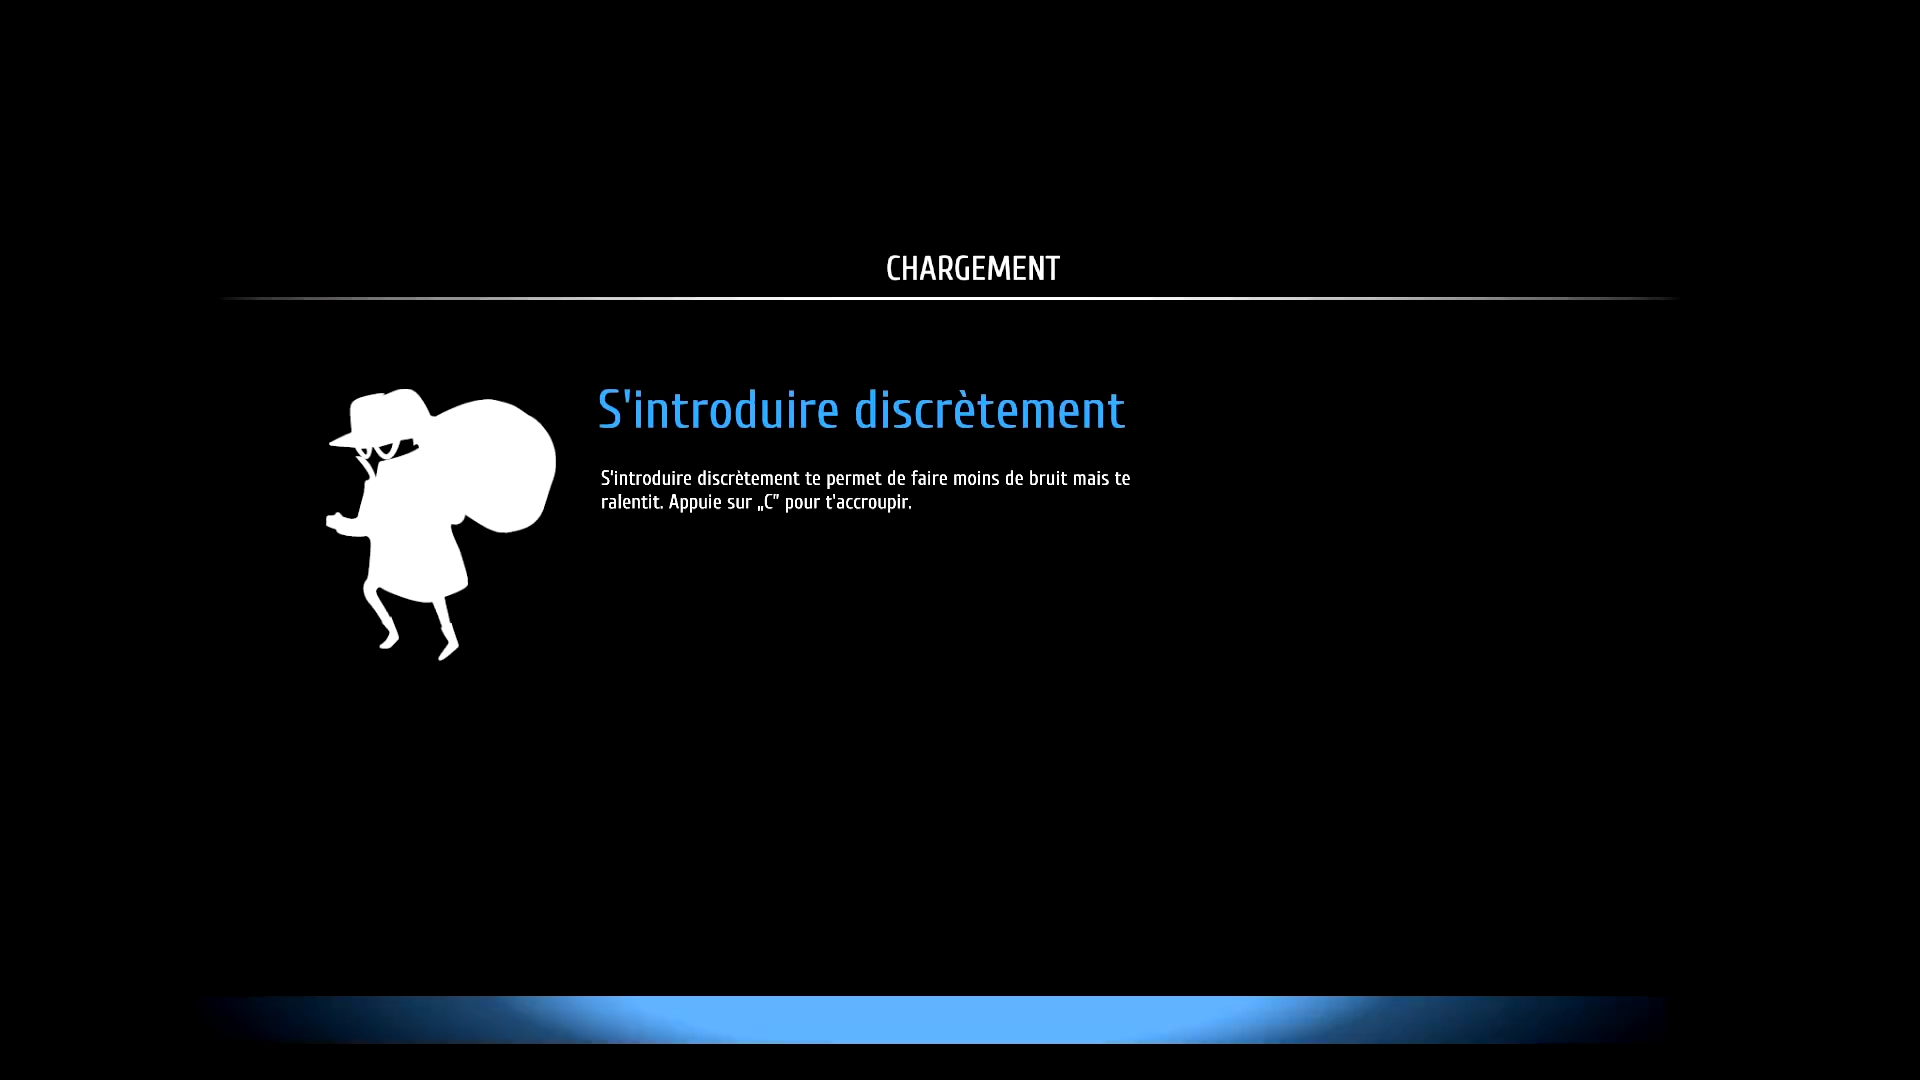 CHARGEMENT
S'introduire discrètement
S'introduire discrètement te permet de faire moins de bruit mais te
ralentit. Appuie sur „C” pour t'accroupir.